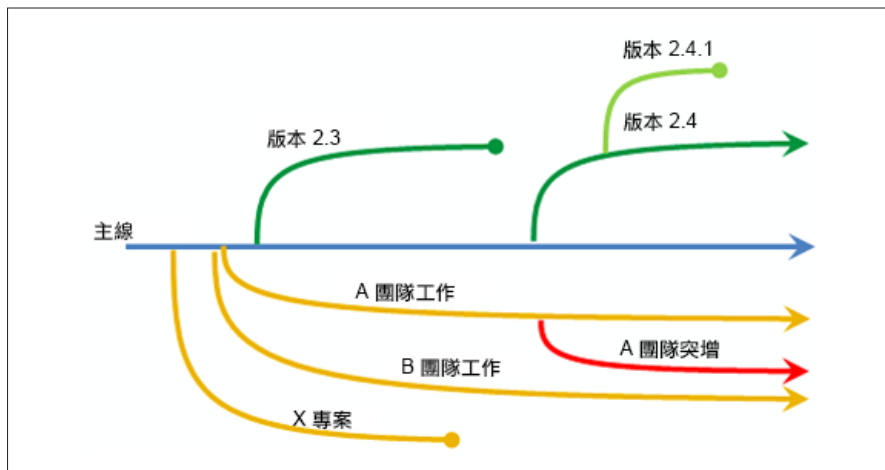 版本 2.4.1
版本 2.4
版本 2.3
主線
A 團隊工作
A 團隊突增
B 團隊工作
X 專案